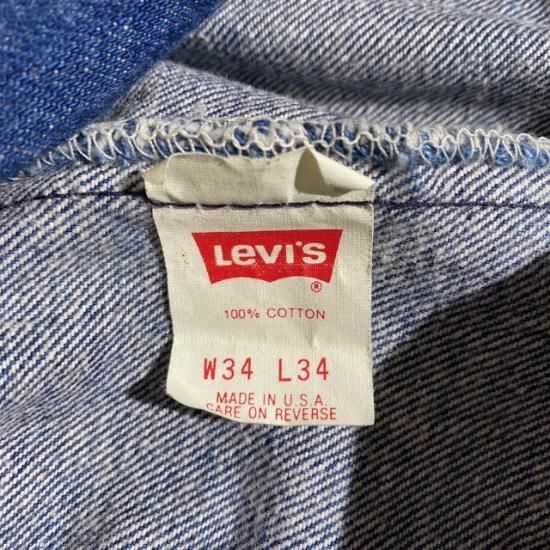 Levi's
®
100% COTTON
W34 L34
MADE IN U.S.A.
CARE ON REVERSE